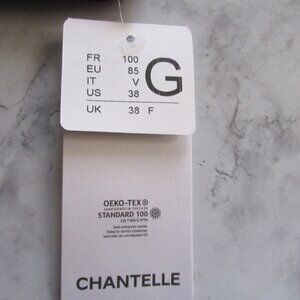 FR 100
EU 85
IT V
US 38
G
UK 38 F
OEKO-TEX®
CONFIDENCE IN TEXTILES
STANDARD 100
CHANTELLE